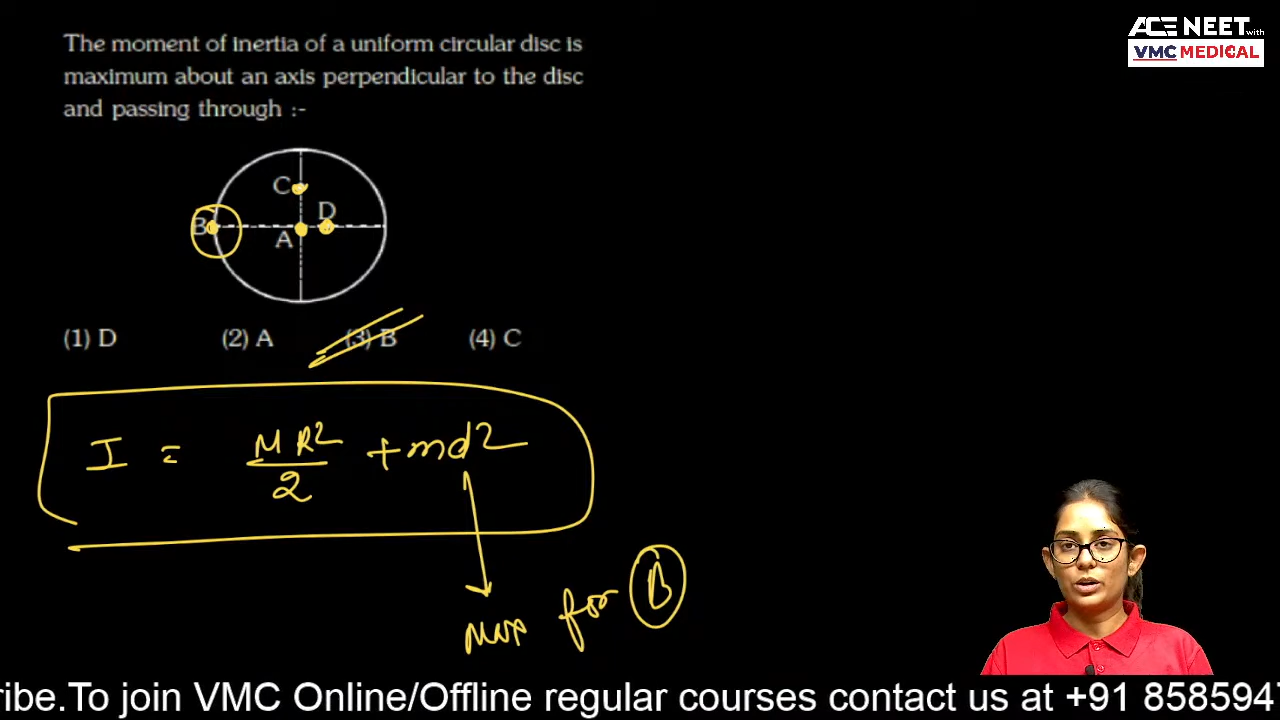 The moment of inertia of a uniform circular disc is
maximum about an axis perpendicular to the disc
and passing through :-
C
D
B
A
(1) D (2) A (3) B (4) C
I = MR²/2 + md2
max for B
ACE NEET with
VMC MEDICAL
ribe.To join VMC Online/Offline regular courses contact us at +91 858594